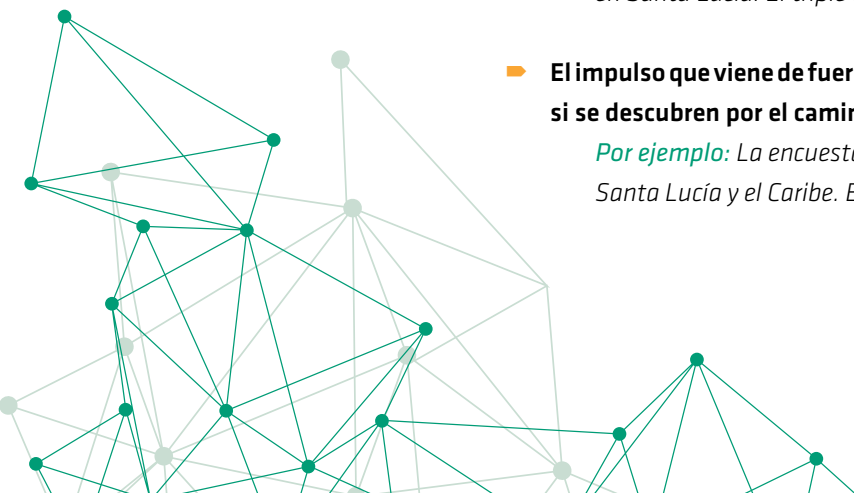 en Santa Lucía. El triple
El impulso que viene de fuer
si se descubren por el camin
Por ejemplo: La encuesta
Santa Lucía y el Caribe. E